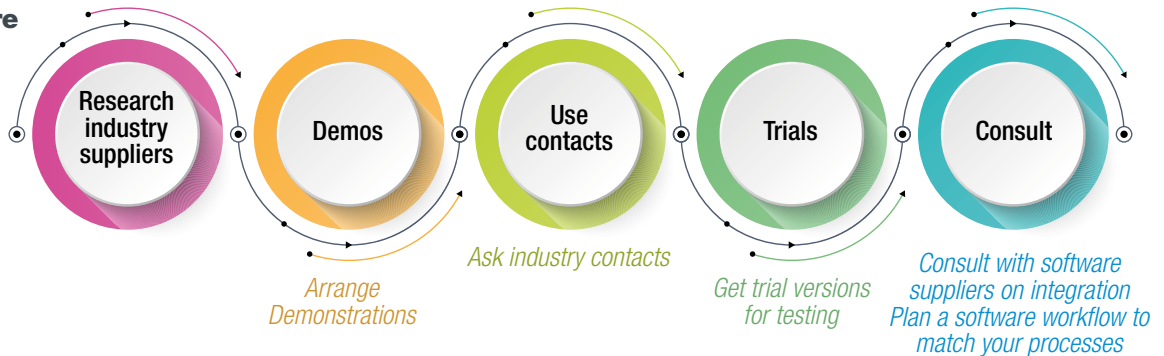 re
Research
industry
suppliers
Demos
Use
contacts
Trials
Consult
Arrange
Demonstrations
Ask industry contacts
Get trial versions
for testing
Consult with software
suppliers on integration
Plan a software workflow to
match your processes